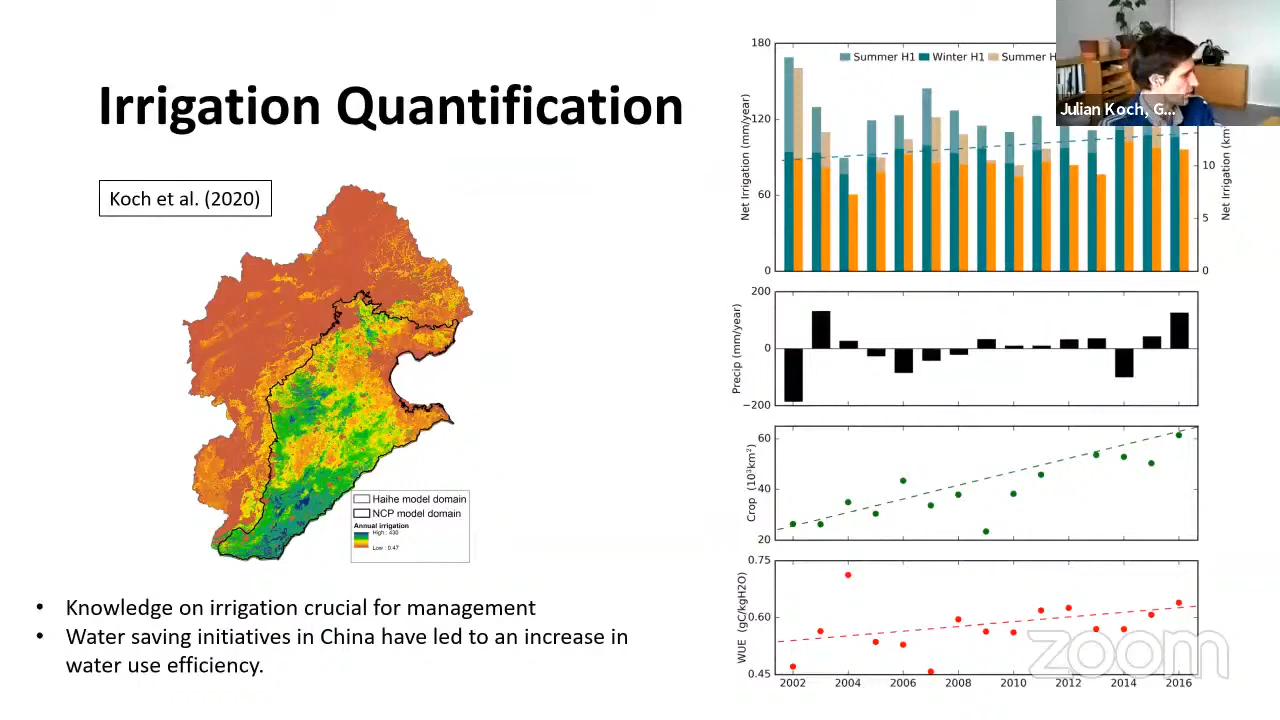 Irrigation Quantification
Koch et al. (2020)
Haihe model domain
NCP model domain
Annual irrigation
High : 430
Low : 0.47
• Knowledge on irrigation crucial for management
• Water saving initiatives in China have led to an increase in
water use efficiency.
Summer H1 Winter H1 Summer H
Net Irrigation (mm/year)
180
120
60
0
Net Irrigation (km
10
5
0
Julian Koch, G...
Precip (mm/year)
200
0
−200
Crop (10³km²)
60
40
20
WUE (gC/kgH2O)
0.75
0.60
0.45
2002 2004 2006 2008 2010 2012 2014 2016
zoom